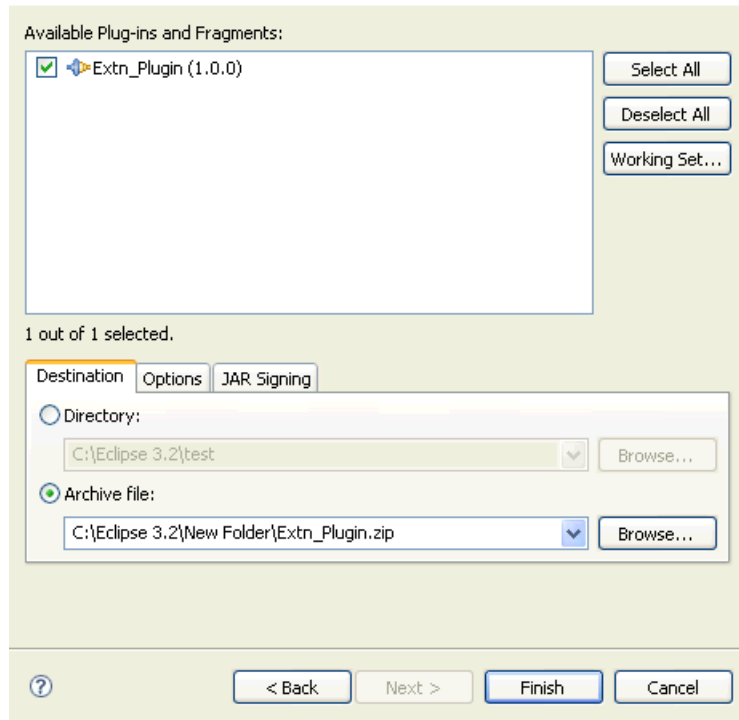 Available Plug-ins and Fragments:
Extn_Plugin (1.0.0)
Select All
Deselect All
Working Set...
1 out of 1 selected.
Destination Options JAR Signing
Directory:
C:\Eclipse 3.2\test Browse...
Archive file:
C:\Eclipse 3.2\New Folder\Extn_Plugin.zip Browse...
? < Back Next > Finish Cancel